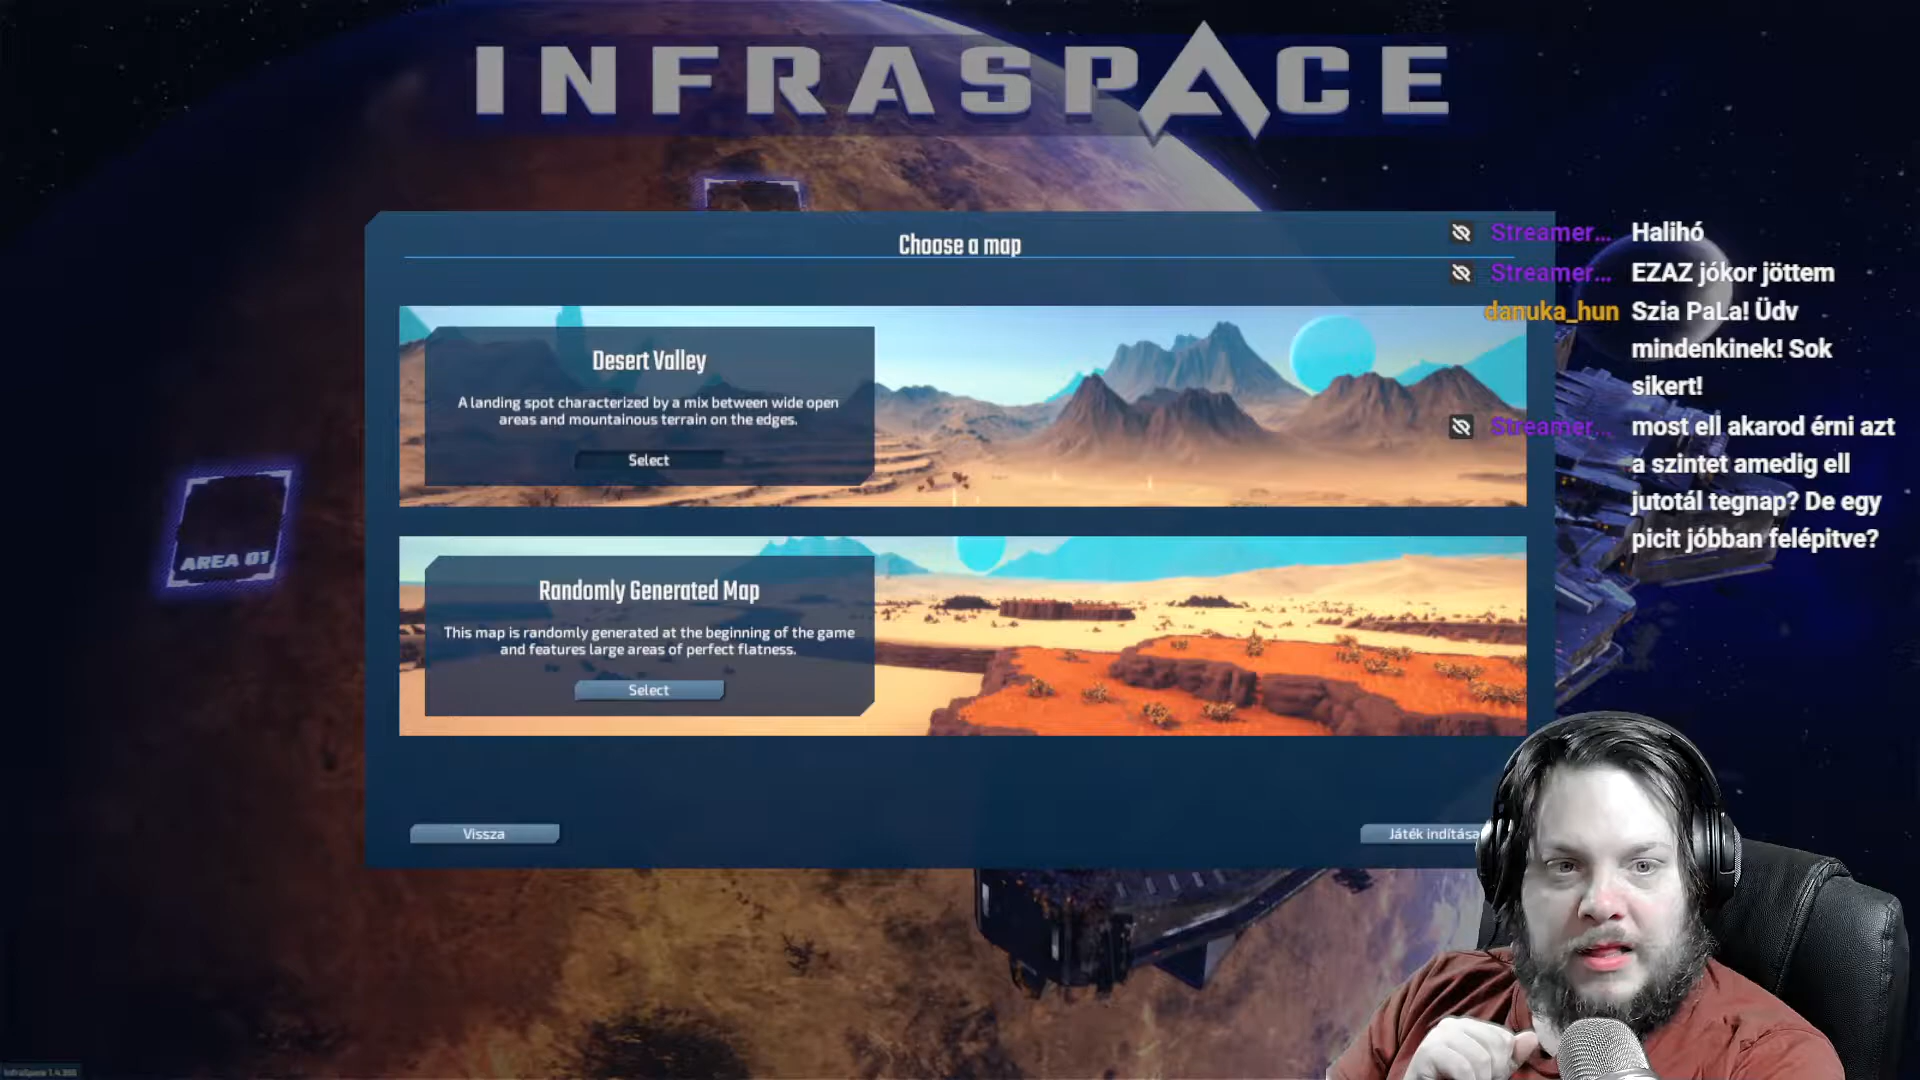 INFRASPACE
Choose a map
Desert Valley
A landing spot characterized by a mix between wide open
areas and mountainous terrain on the edges.
Select
Randomly Generated Map
This map is randomly generated at the beginning of the game
and features large areas of perfect flatness.
Select
Vissza
Játék indítása
AREA 01
Streamer... Halihó
Streamer... EZAZ jókor jöttem
danuka_hun Szia PaLa! Üdv
mindenkinek! Sok
sikert!
Streamer... most ell akarod érni azt
a szintet amedig ell
jutotál tegnap? De egy
picit jóbban felépitve?